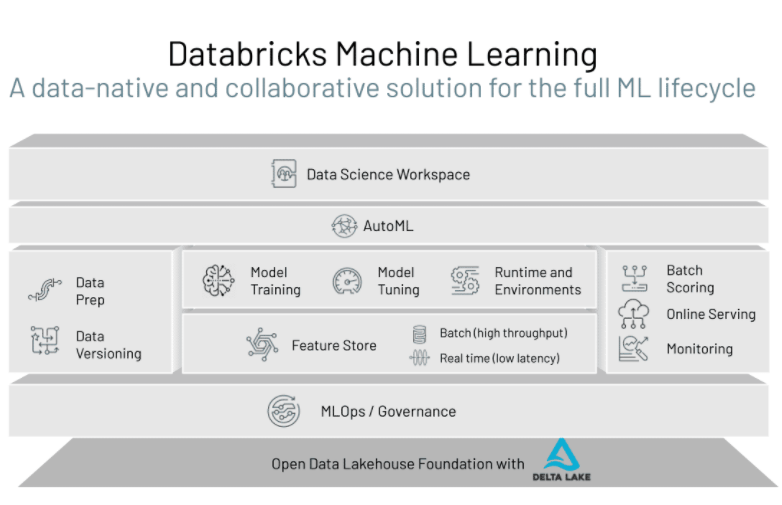 Databricks Machine Learning
A data-native and collaborative solution for the full ML lifecycle
Data Science Workspace
AutoML
Data
Prep
Data
Versioning
Model
Training
Model
Tuning
Runtime and
Environments
Feature Store
Batch (high throughput)
Real time (low latency)
Batch
Scoring
Online Serving
Monitoring
MLOps / Governance
Open Data Lakehouse Foundation with
DELTA LAKE